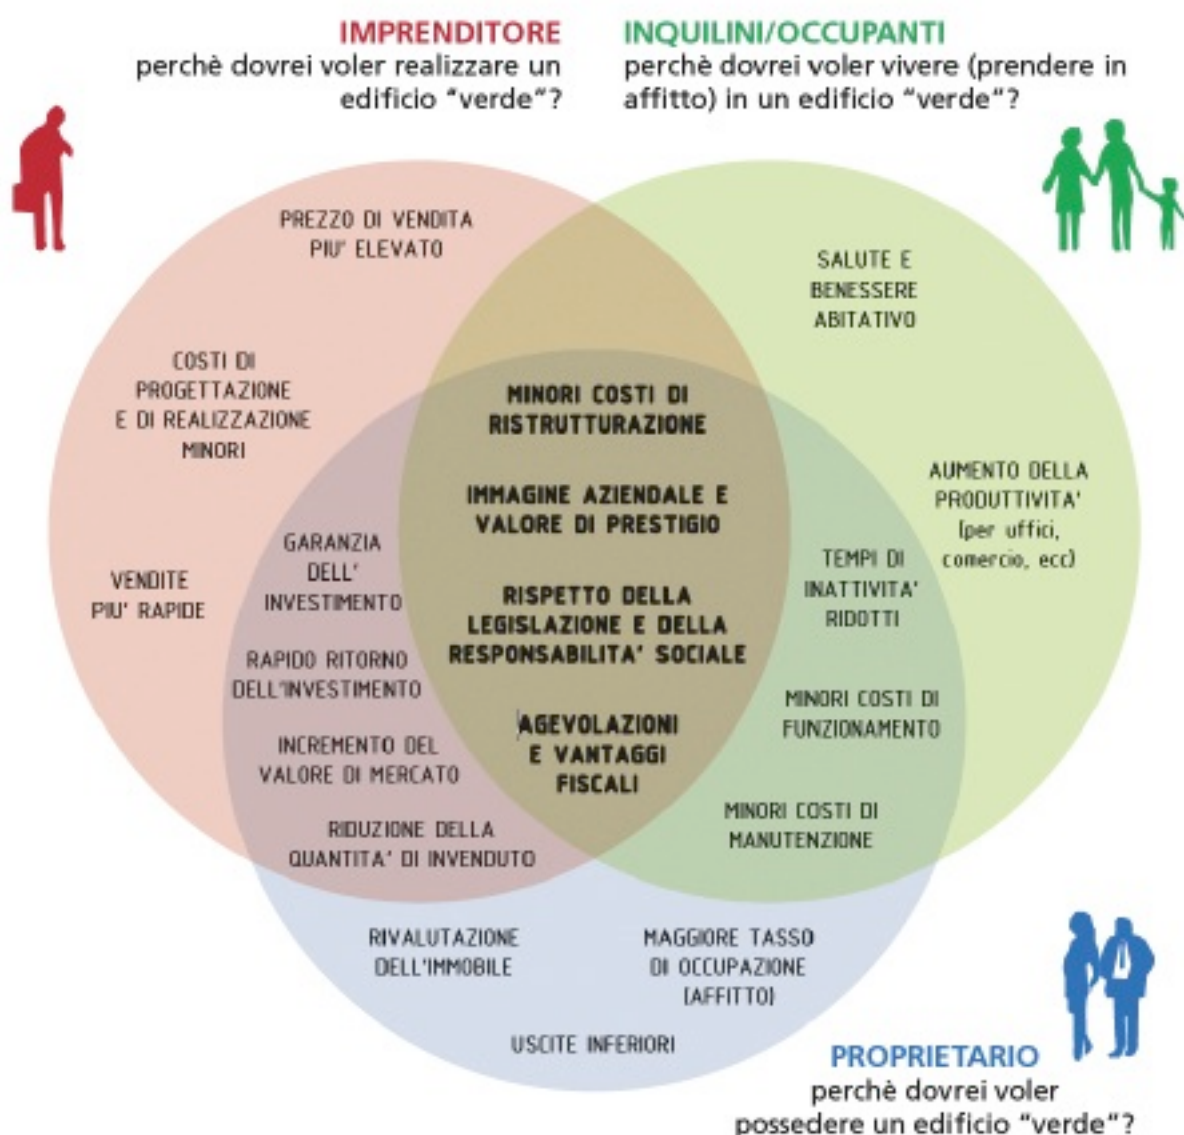 IMPRENDITORE
perchè dovrei voler realizzare un
edificio “verde”?
INQUILINI/OCCUPANTI
perchè dovrei voler vivere (prendere in
affitto) in un edificio “verde”?
PREZZO DI VENDITA
PIU' ELEVATO
COSTI DI
PROGETTAZIONE
E DI REALIZZAZIONE
MINORI
VENDITE
PIU' RAPIDE
SALUTE E
BENESSERE
ABITATIVO
AUMENTO DELLA
PRODUTTIVITA'
(per uffici,
comercio, ecc)
MINORI COSTI DI
RISTRUTTURAZIONE
IMMAGINE AZIENDALE E
VALORE DI PRESTIGIO
RISPETTO DELLA
LEGISLAZIONE E DELLA
RESPONSABILITA' SOCIALE
AGEVOLAZIONI
E VANTAGGI
FISCALI
GARANZIA
DELL'
INVESTIMENTO
RAPIDO RITORNO
DELL'INVESTIMENTO
INCREMENTO DEL
VALORE DI MERCATO
RIDUZIONE DELLA
QUANTITA' DI INVENDUTO
TEMPI DI
INATTIVITA'
RIDOTTI
MINORI COSTI DI
FUNZIONAMENTO
MINORI COSTI DI
MANUTENZIONE
RIVALUTAZIONE
DELL'IMMOBILE
MAGGIORE TASSO
DI OCCUPAZIONE
(AFFITTO)
USCITE INFERIORI
PROPRIETARIO
perchè dovrei voler
possedere un edificio “verde”?